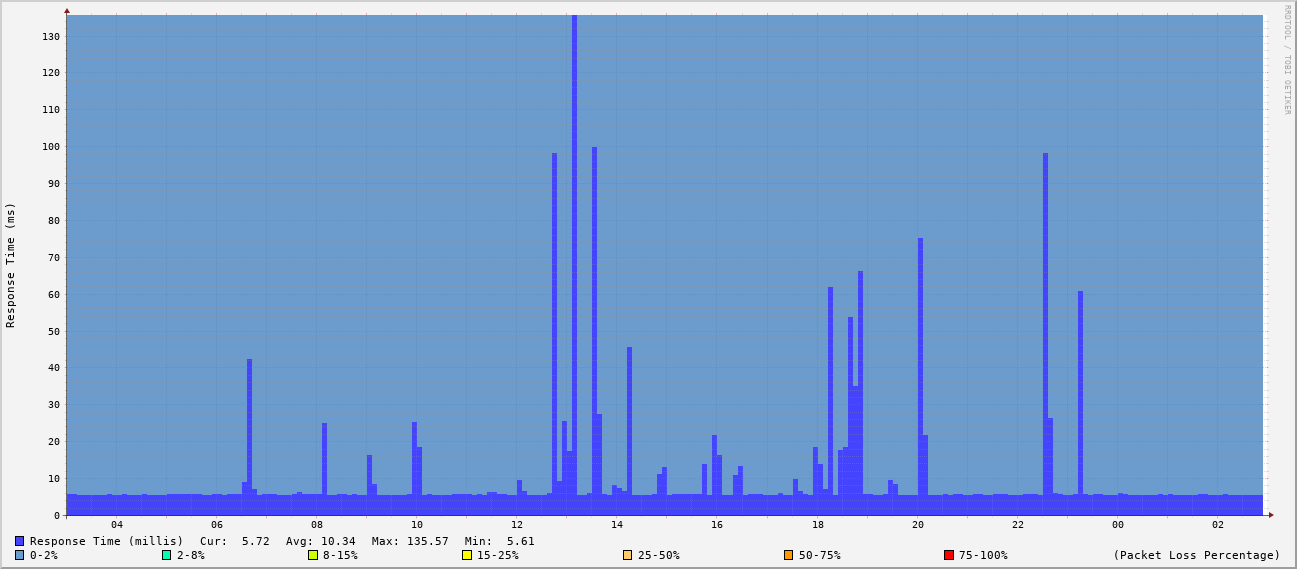 RRDTOOL / TOBI OETIKER
Response Time (ms)
130
120
110
100
90
80
70
60
50
40
30
20
10
0
04 06 08 10 12 14 16 18 20 22 00 02
Response Time (millis) Cur: 5.72 Avg: 10.34 Max: 135.57 Min: 5.61
0-2% 2-8% 8-15% 15-25% 25-50% 50-75% 75-100% (Packet Loss Percentage)